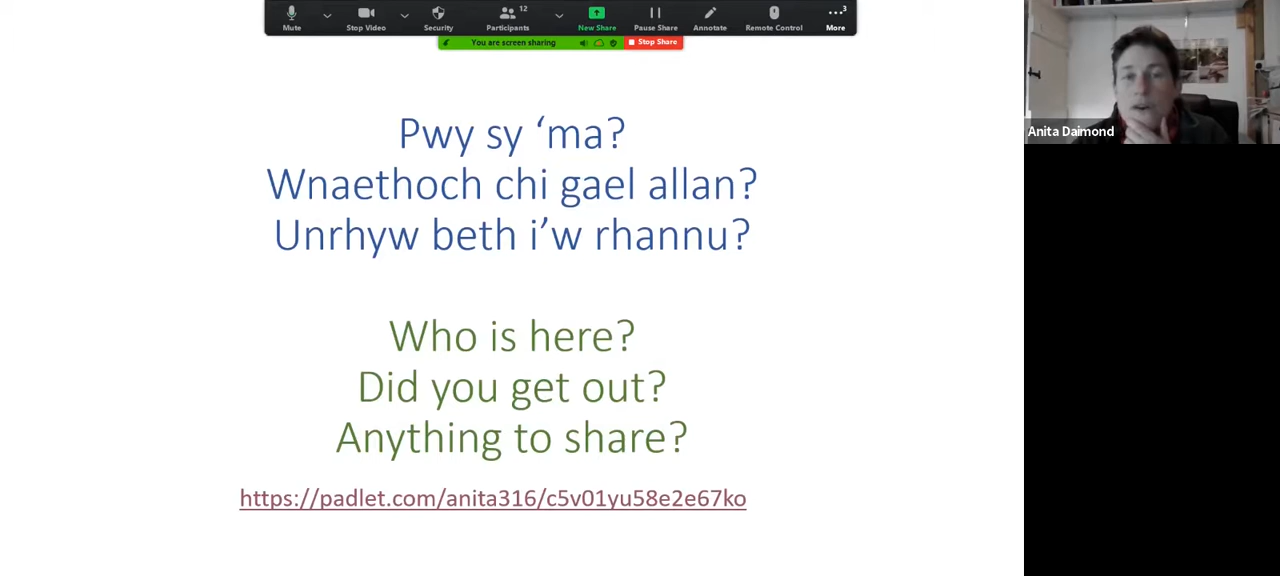 12
3
Mute
Stop Video
Security
Participants
New Share
Pause Share
Annotate
Remote Control
More
You are screen sharing
Stop Share
Anita Daimond
Pwy sy ‘ma?
Wnaethoch chi gael allan?
Unrhyw beth i’w rhannu?
Who is here?
Did you get out?
Anything to share?
https://padlet.com/anita316/c5v01yu58e2e67ko